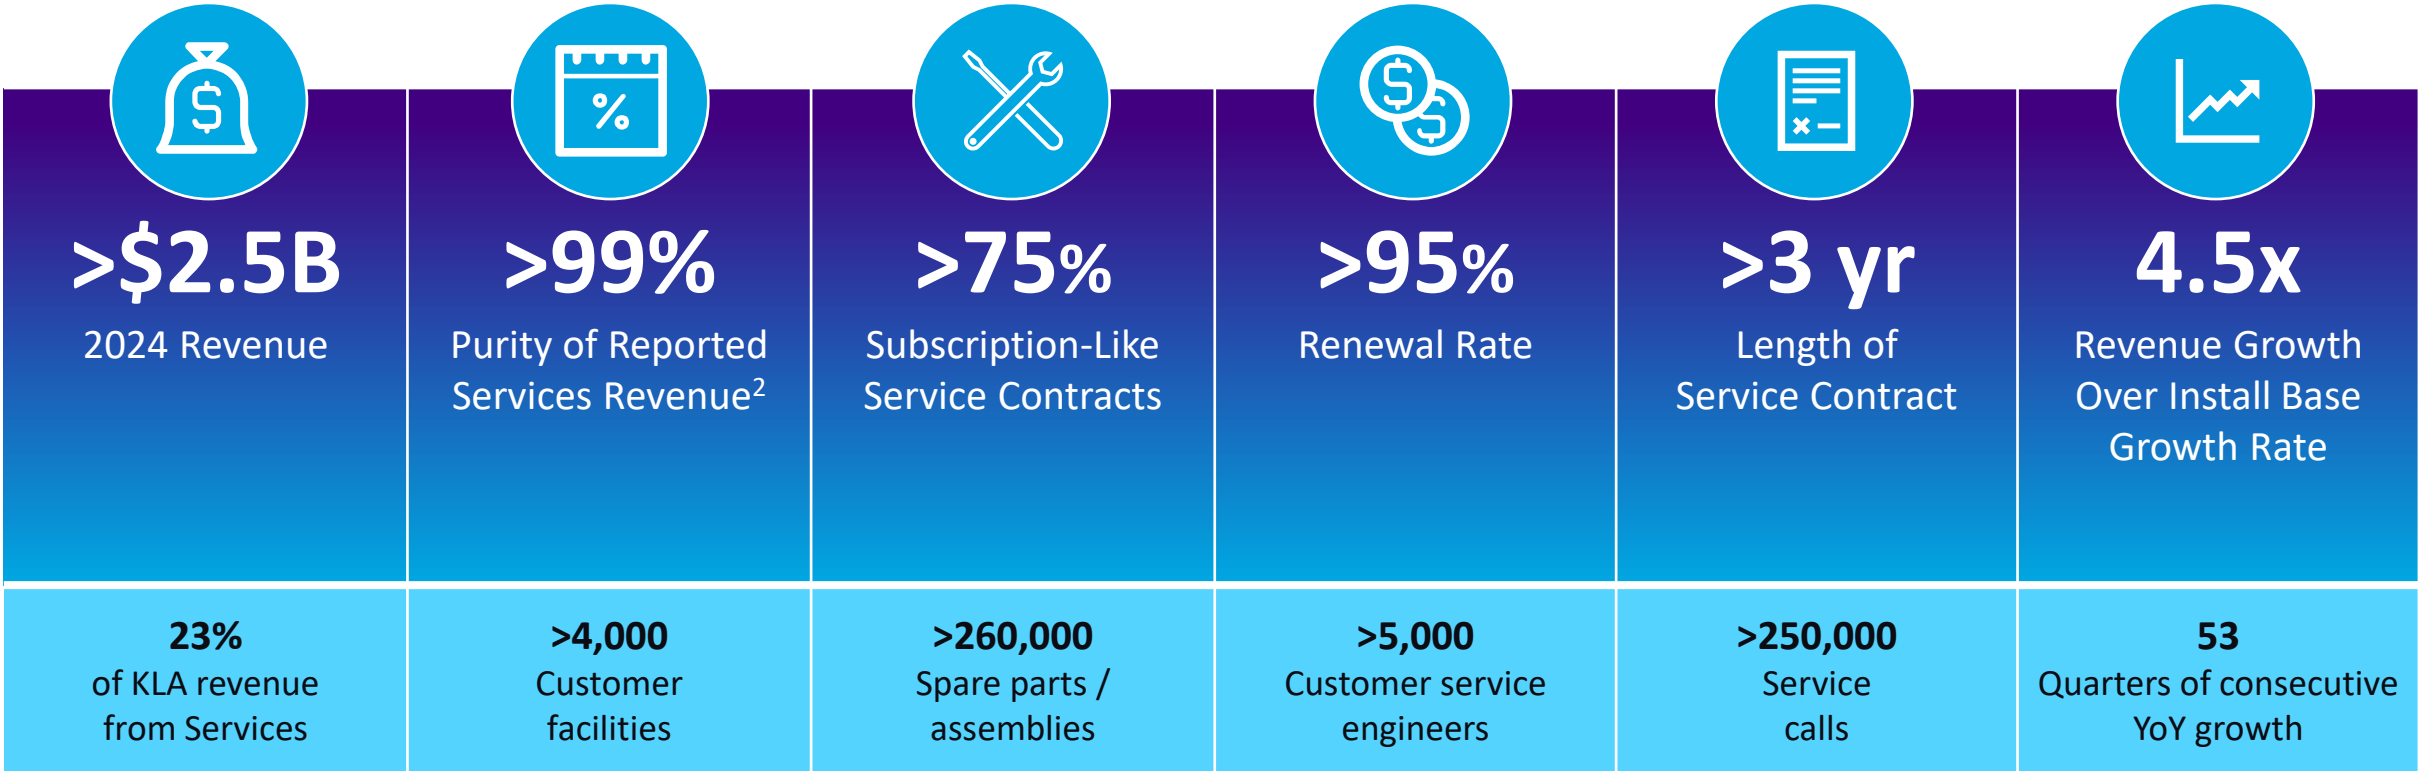 >$2.5B
2024 Revenue
>99%
Purity of Reported
Services Revenue2
>75%
Subscription-Like
Service Contracts
>95%
Renewal Rate
>3 yr
Length of
Service Contract
4.5x
Revenue Growth
Over Install Base
Growth Rate
23%
of KLA revenue
from Services
>4,000
Customer
facilities
>260,000
Spare parts /
assemblies
>5,000
Customer service
engineers
>250,000
Service
calls
53
Quarters of consecutive
YoY growth